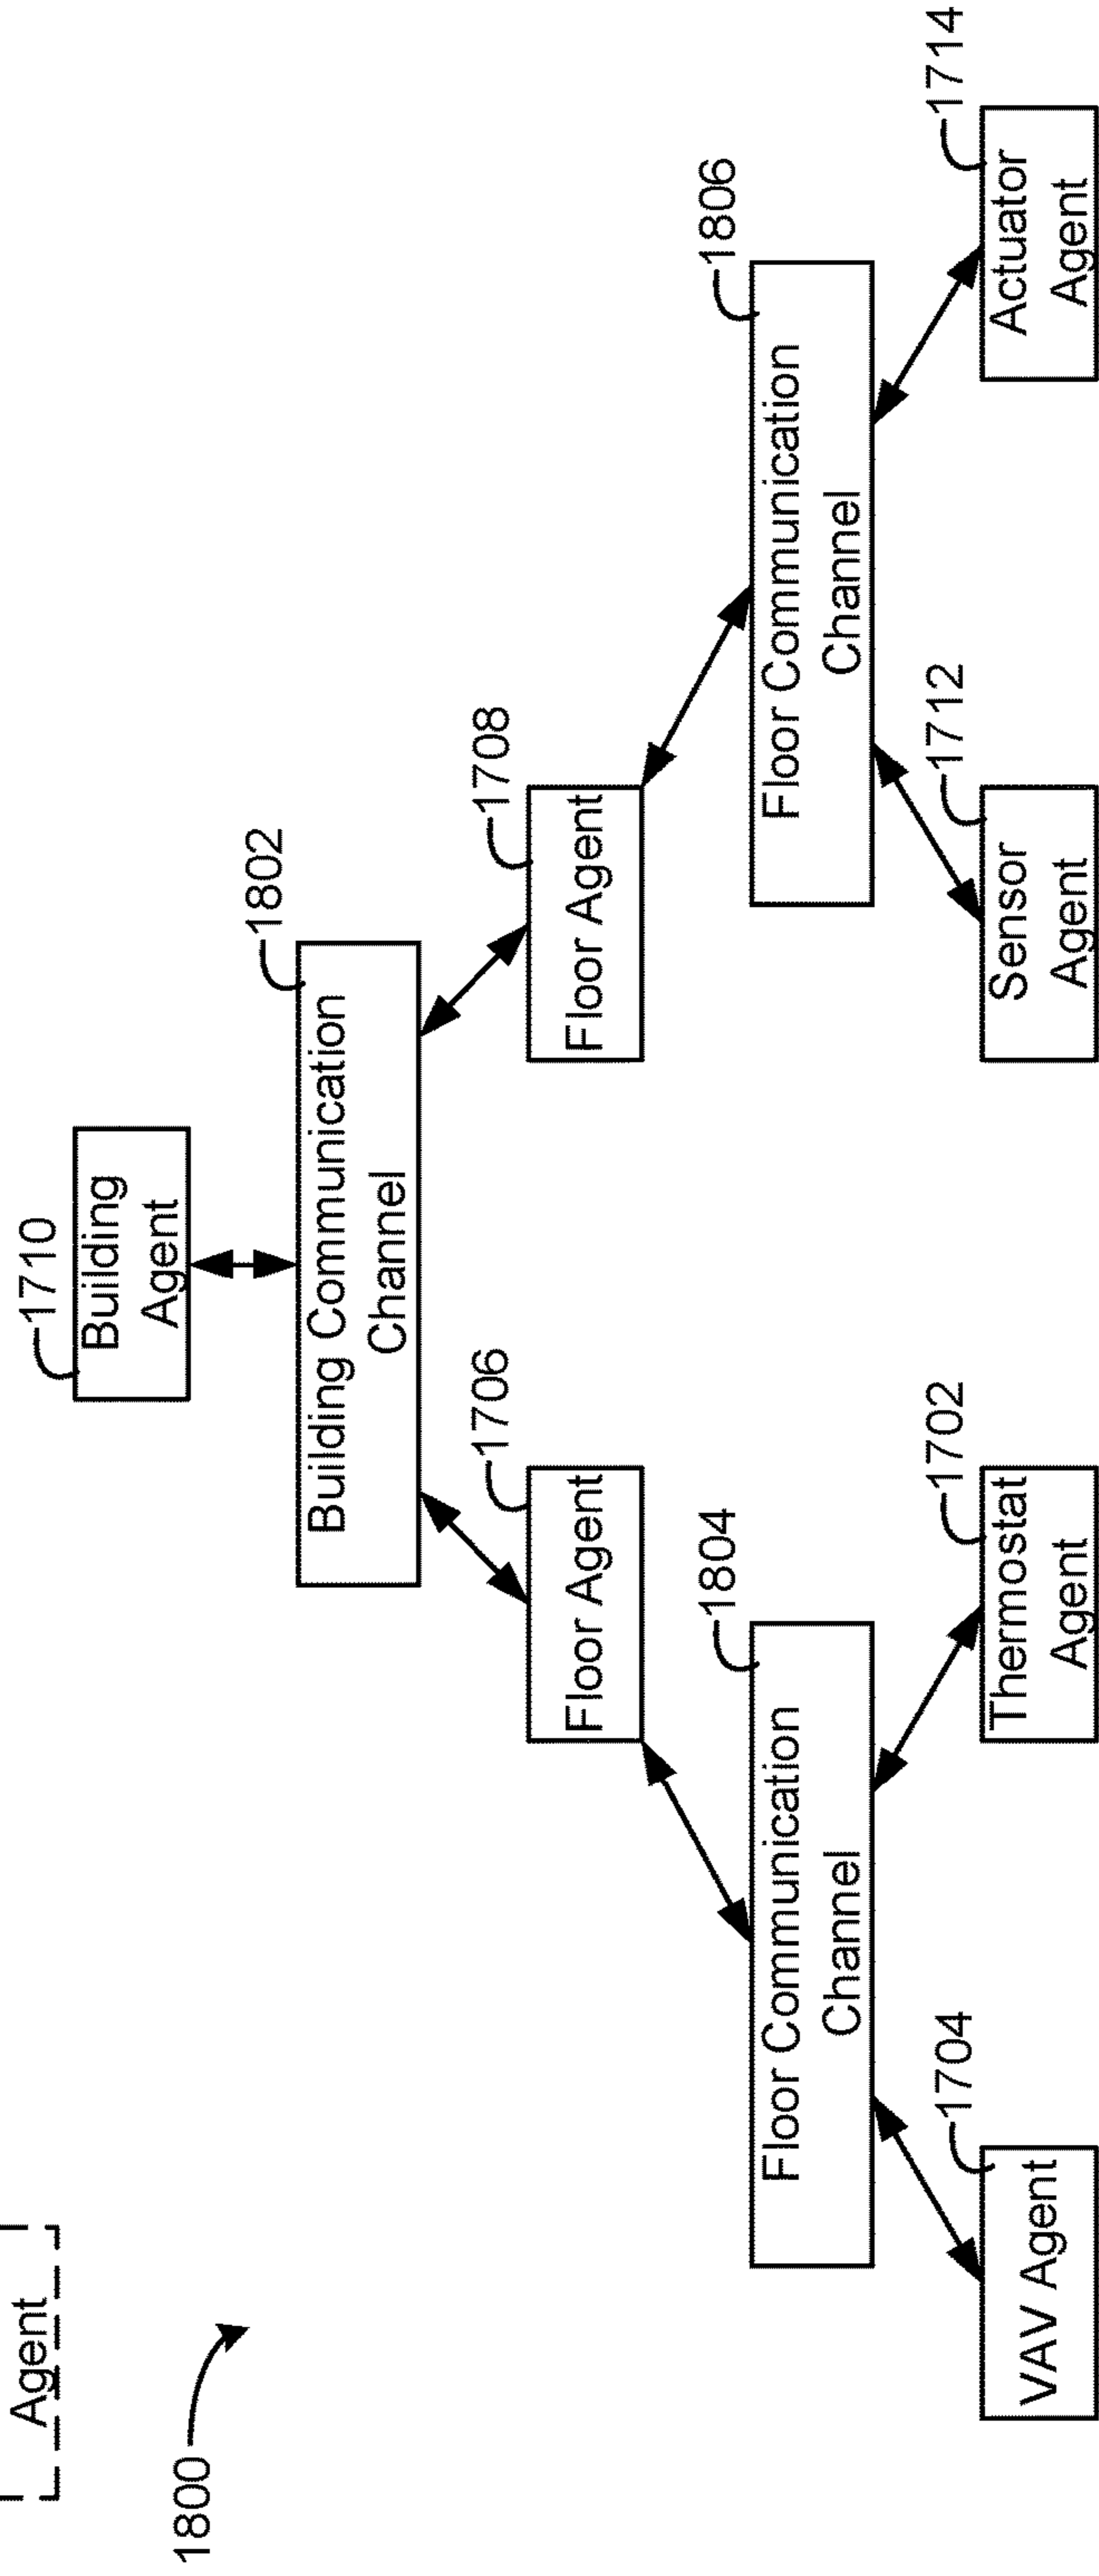 Agent
1800
1710
Building
Agent
1802
Building Communication
Channel
1706
Floor Agent
1708
Floor Agent
1804
Floor Communication
Channel
1806
Floor Communication
Channel
1704
VAV Agent
1702
Thermostat
Agent
1712
Sensor
Agent
1714
Actuator
Agent